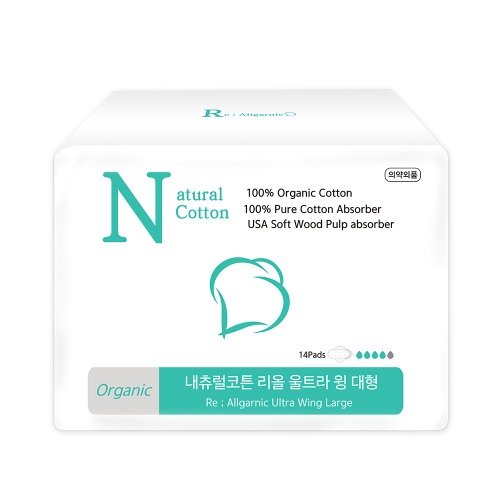 Re ; Allgarnic
Natural
Cotton
의약외품
100% Organic Cotton
100% Pure Cotton Absorber
USA Soft Wood Pulp absorber
14Pads
Organic
내츄럴코튼 리올 울트라 윙 대형
Re ; Allgarnic Ultra Wing Large